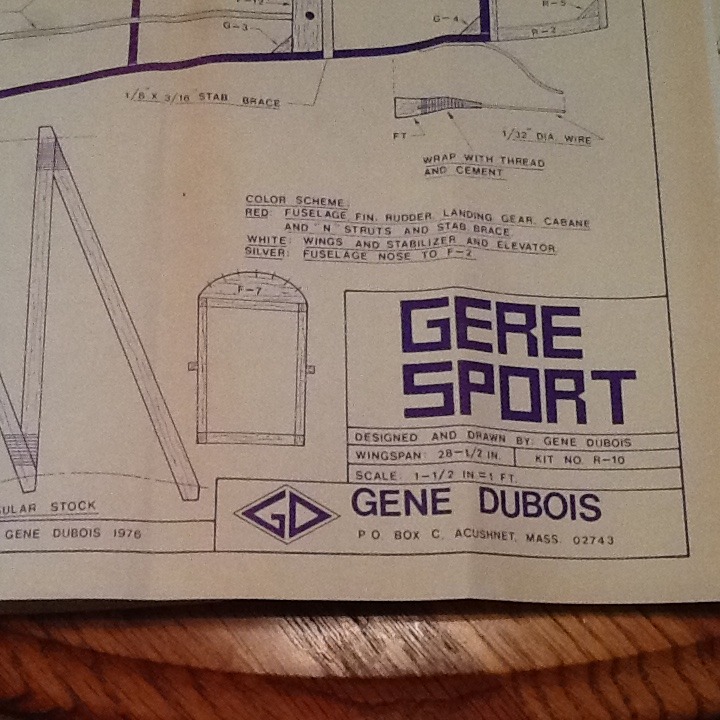 G-3
G-4
R-2
1/8" X 3/16" STAB BRACE
FT
1/32" DIA. WIRE
WRAP WITH THREAD
AND CEMENT
COLOR SCHEME:
RED: FUSELAGE FIN, RUDDER, LANDING GEAR, CABANE
AND "N" STRUTS AND STAB BRACE.
WHITE: WINGS AND STABILIZER AND ELEVATOR.
SILVER: FUSELAGE NOSE TO F-2
F-7
GERE
SPORT
DESIGNED AND DRAWN BY: GENE DUBOIS
WINGSPAN: 28-1/2 IN. KIT NO. R-10
SCALE: 1-1/2 IN.=1 FT.
ULAR STOCK
GENE DUBOIS 1976
GD
GENE DUBOIS
P.O. BOX C, ACUSHNET, MASS. 02743